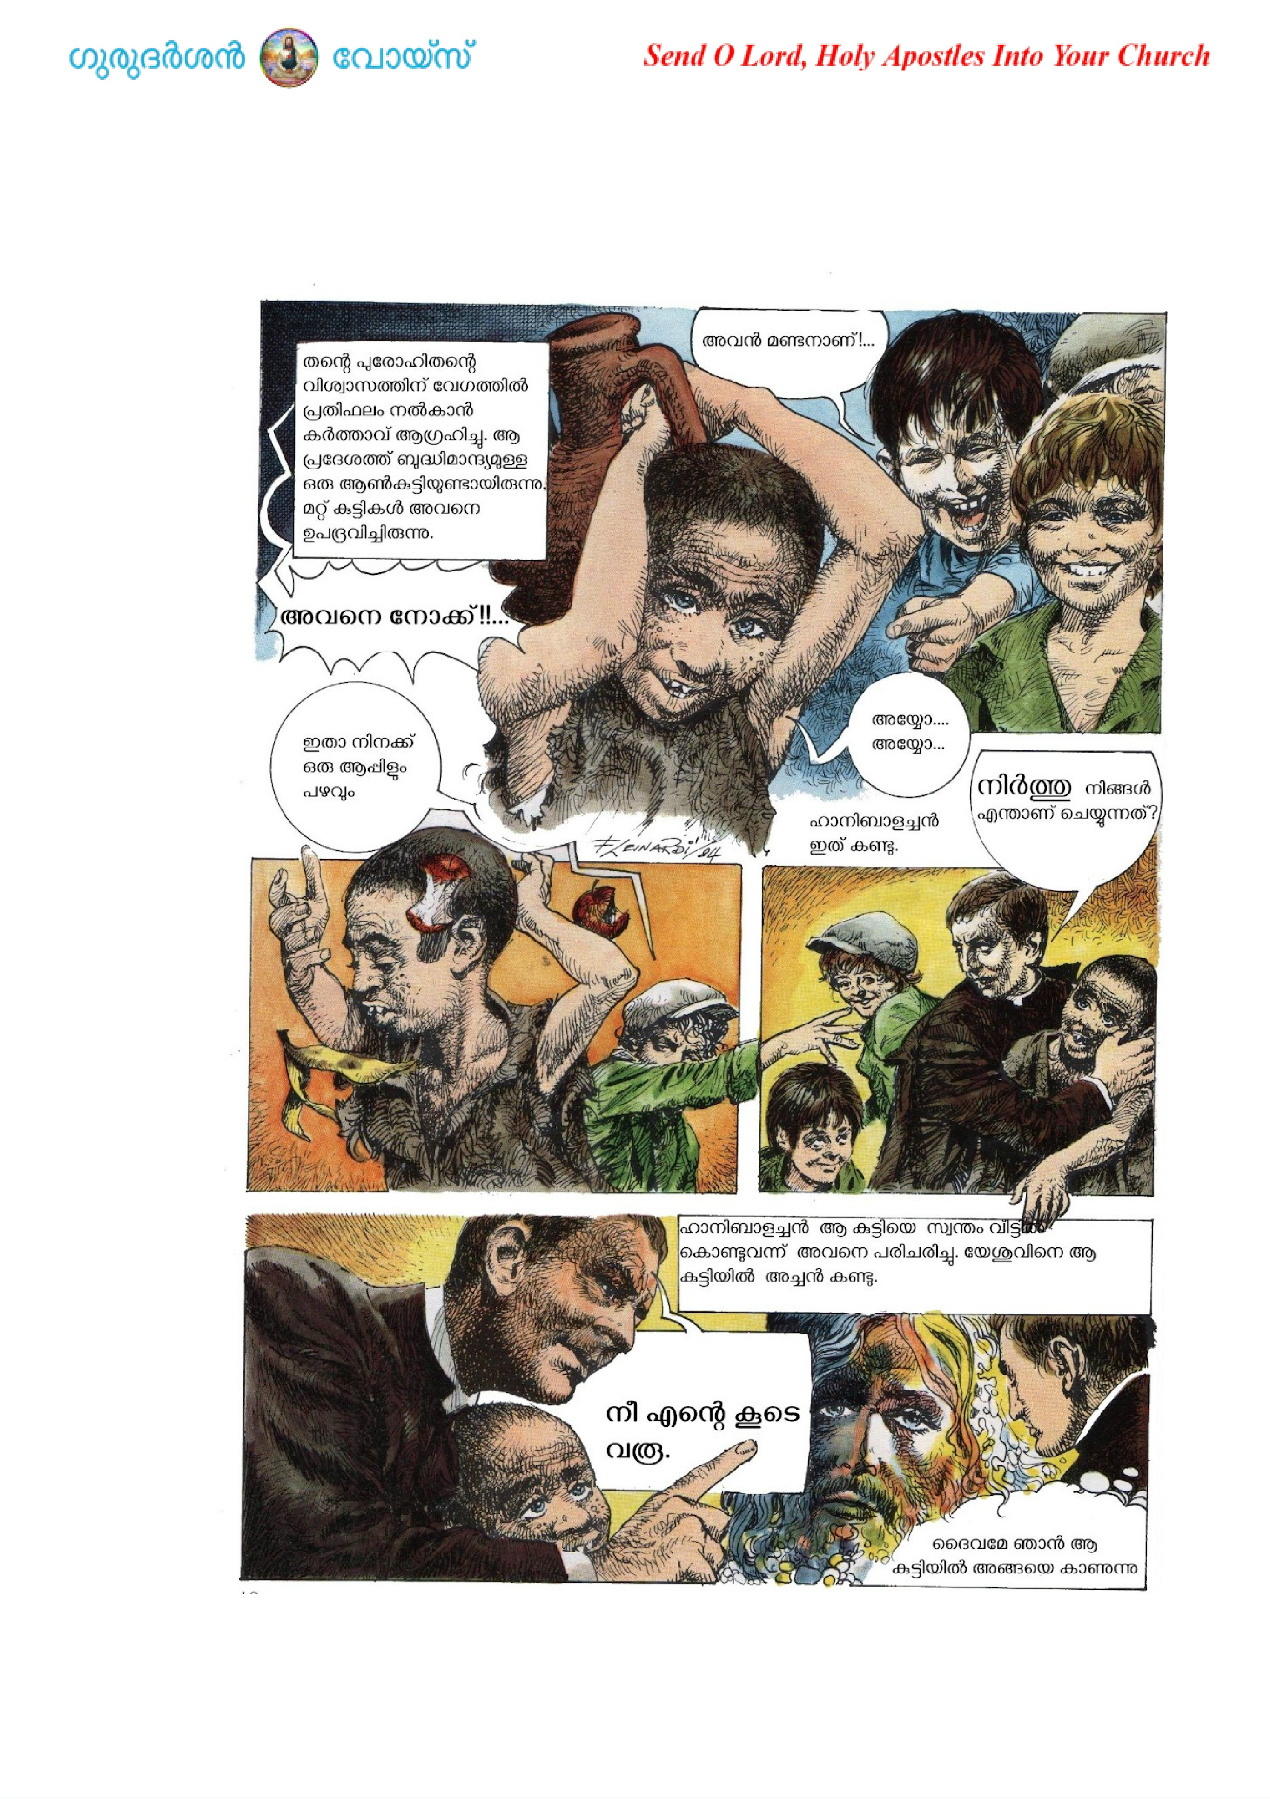 ഗുരുദർശൻ വോയ്സ്
Send O Lord, Holy Apostles Into Your Church
തന്റെ പുരോഹിതന്റെ
വിശ്വാസത്തിന് വേഗത്തിൽ
പ്രതിഫലം നൽകാൻ
കർത്താവ് ആഗ്രഹിച്ചു. ആ
പ്രദേശത്ത് ബുദ്ധിമാന്ദ്യമുള്ള
ഒരു ആൺകുട്ടിയുണ്ടായിരുന്നു.
മറ്റ് കുട്ടികൾ അവനെ
ഉപദ്രവിച്ചിരുന്നു.
അവൻ മണ്ടനാണ്!...
അവനെ നോക്ക്!!...
അയ്യോ....
അയ്യോ...
ഇതാ നിനക്ക്
ഒരു ആപ്പിളും
പഴവും
ഹാനിബാളച്ചൻ
ഇത് കണ്ടു.
നിർത്തൂ നിങ്ങൾ
എന്താണ് ചെയ്യുന്നത്?
ഹാനിബാളച്ചൻ ആ കുട്ടിയെ സ്വന്തം വീട്ടിൽ
കൊണ്ടുവന്ന് അവനെ പരിചരിച്ചു. യേശുവിനെ ആ
കുട്ടിയിൽ അച്ചൻ കണ്ടു.
നീ എന്റെ കൂടെ
വരൂ.
ദൈവമേ ഞാൻ ആ
കുട്ടിയിൽ അങ്ങയെ കാണുന്നു